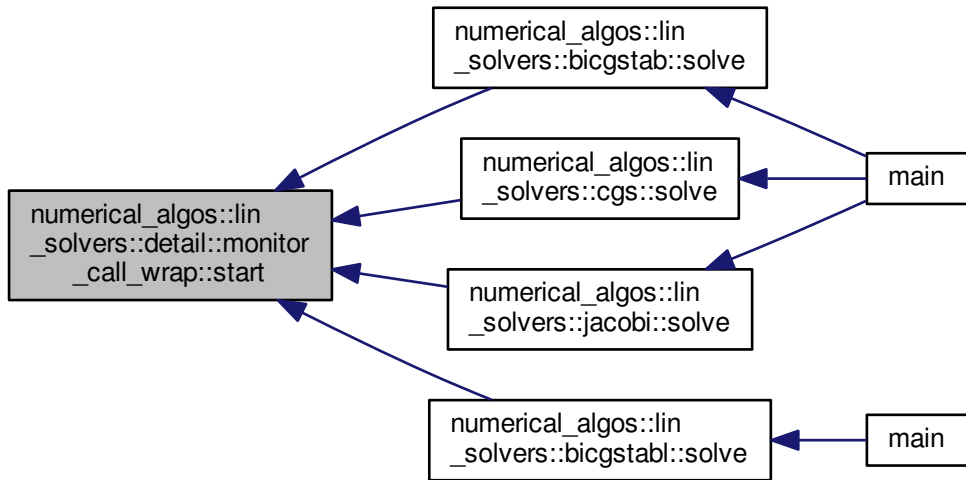 numerical_algos::lin
_solvers::detail::monitor
_call_wrap::start
numerical_algos::lin
_solvers::bicgstab::solve
numerical_algos::lin
_solvers::cgs::solve
numerical_algos::lin
_solvers::jacobi::solve
numerical_algos::lin
_solvers::bicgstabl::solve
main
main